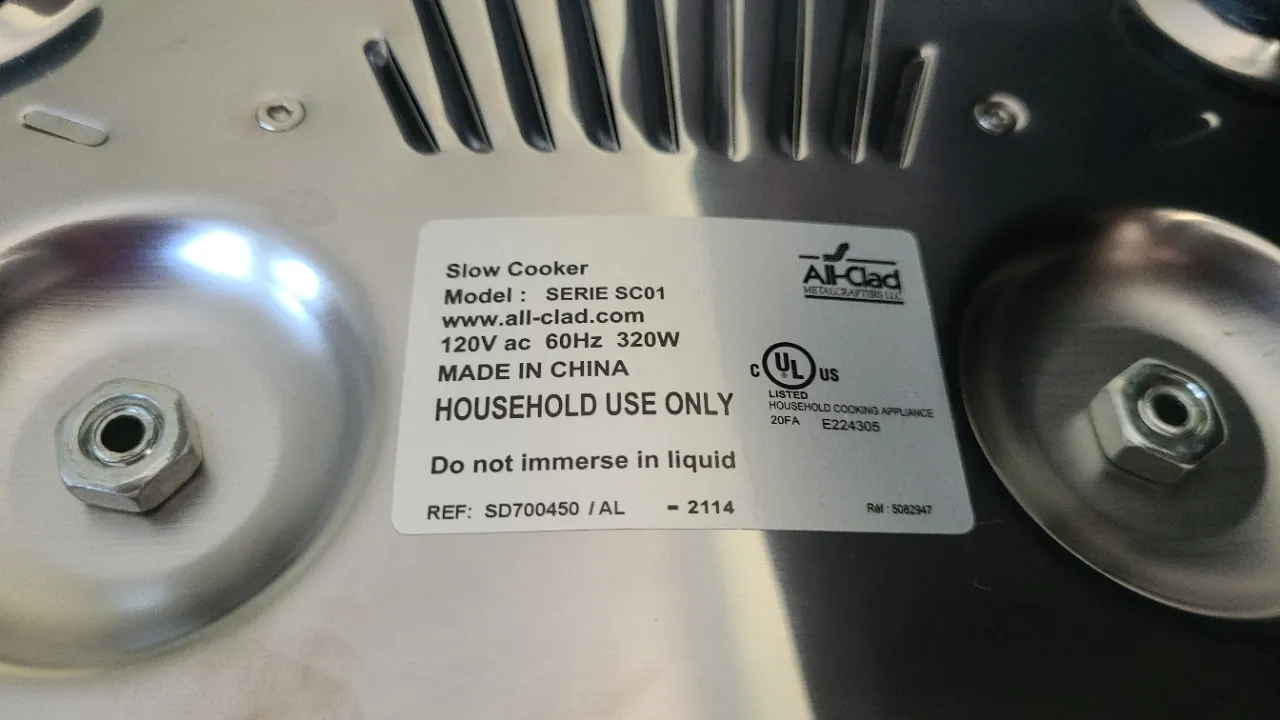 Slow Cooker
Model : SERIE SC01
www.all-clad.com
120V ac 60Hz 320W
MADE IN CHINA
HOUSEHOLD USE ONLY
Do not immerse in liquid
REF: SD700450 / AL - 2114
All-Clad
METALCRAFTERS LLC
C UL US
®
LISTED
HOUSEHOLD COOKING APPLIANCE
20FA E224305
Réf : 5082947